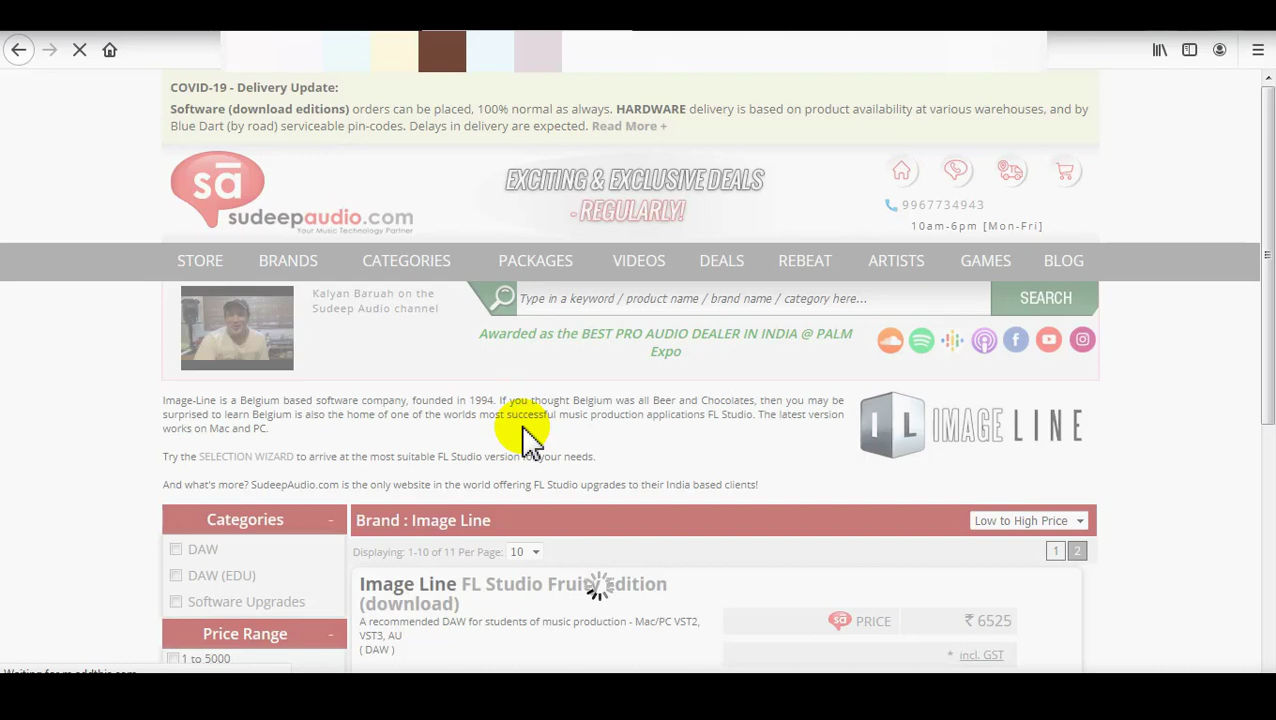 COVID-19 - Delivery Update:
Software (download editions) orders can be placed, 100% normal as always. HARDWARE delivery is based on product availability at various warehouses, and by
Blue Dart (by road) serviceable pin-codes. Delays in delivery are expected. Read More +
sā
sudeepaudio.com
Your Music Technology Partner
EXCITING & EXCLUSIVE DEALS
- REGULARLY!
9967734943
10am-6pm [Mon-Fri]
STORE BRANDS CATEGORIES PACKAGES VIDEOS DEALS REBEAT ARTISTS GAMES BLOG
Kalyan Baruah on the
Sudeep Audio channel
Type in a keyword / product name / brand name / category here...
SEARCH
Awarded as the BEST PRO AUDIO DEALER IN INDIA @ PALM
Expo
Image-Line is a Belgium based software company, founded in 1994. If you thought Belgium was all Beer and Chocolates, then you may be
surprised to learn Belgium is also the home of one of the worlds most successful music production applications FL Studio. The latest version
works on Mac and PC.
IL IMAGE LINE
Try the SELECTION WIZARD to arrive at the most suitable FL Studio version for your needs.
And what's more? SudeepAudio.com is the only website in the world offering FL Studio upgrades to their India based clients!
Categories -
Brand : Image Line
Low to High Price
DAW
DAW (EDU)
Software Upgrades
Displaying: 1-10 of 11 Per Page: 10
1 2
Image Line FL Studio Fruity Edition
(download)
A recommended DAW for students of music production - Mac/PC VST2,
VST3, AU
( DAW )
sā PRICE ₹ 6525
* incl. GST
Price Range -
1 to 5000